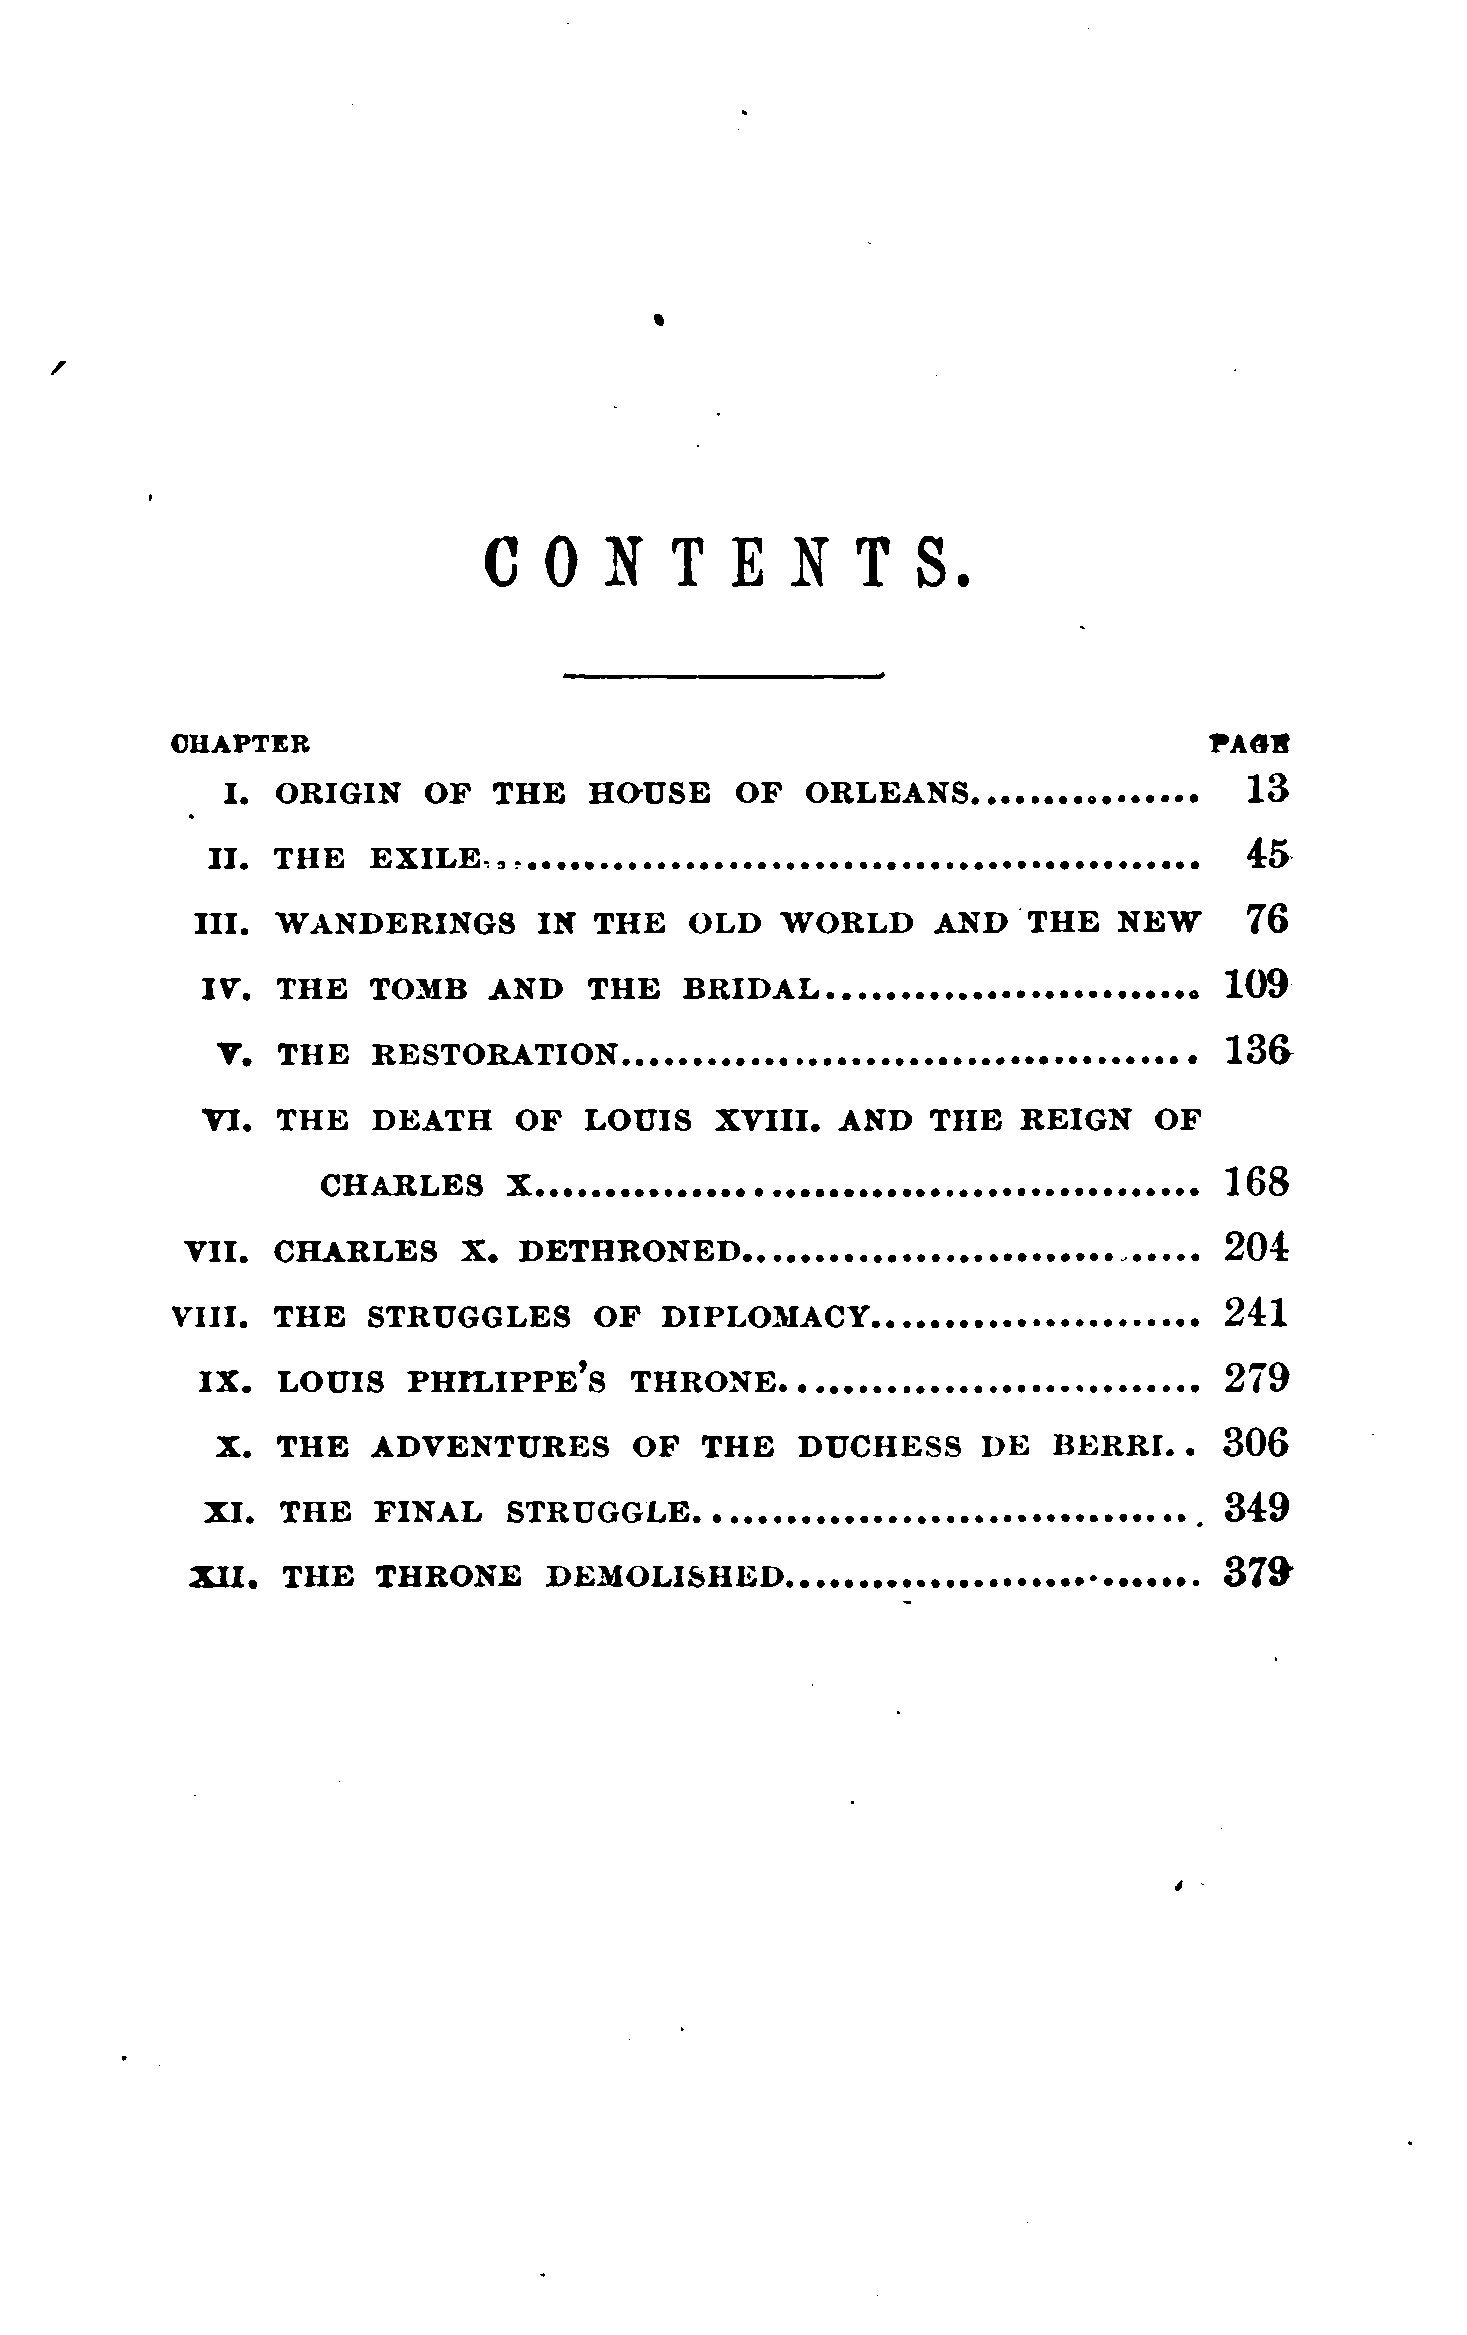 CONTENTS.
CHAPTER PAGE
I. ORIGIN OF THE HOUSE OF ORLEANS................ 13
II. THE EXILE.................................................. 45
III. WANDERINGS IN THE OLD WORLD AND THE NEW 76
IV. THE TOMB AND THE BRIDAL.......................... 109
V. THE RESTORATION........................................ 136
VI. THE DEATH OF LOUIS XVIII. AND THE REIGN OF
CHARLES X.............................................. 168
VII. CHARLES X. DETHRONED................................ 204
VIII. THE STRUGGLES OF DIPLOMACY....................... 241
IX. LOUIS PHILIPPE'S THRONE............................. 279
X. THE ADVENTURES OF THE DUCHESS DE BERRI.. 306
XI. THE FINAL STRUGGLE................................... 349
XII. THE THRONE DEMOLISHED............................. 379